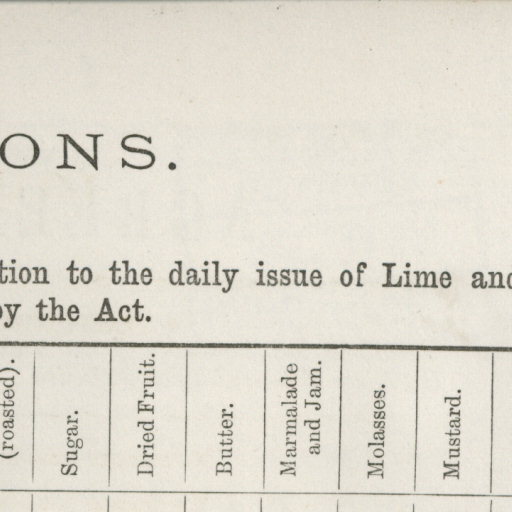 ONS.
tion to the daily issue of Lime and
by the Act.
(roasted).
Sugar.
Dried Fruit.
Butter.
Marmalade
and Jam.
Molasses.
Mustard.